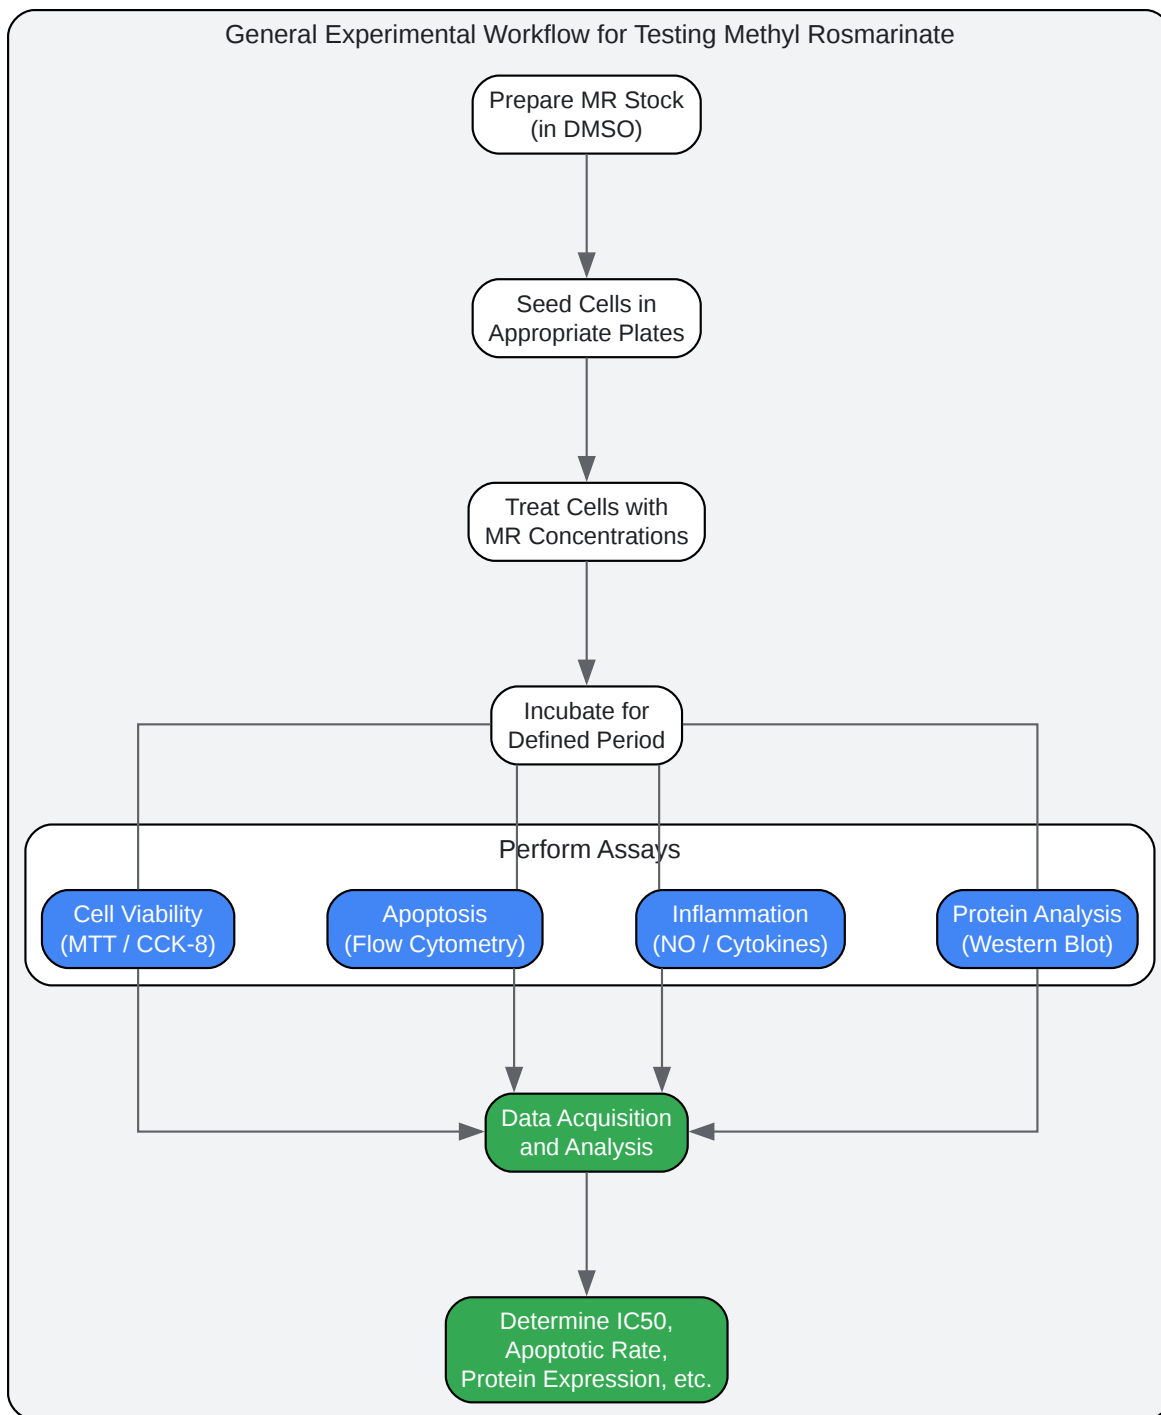 General Experimental Workflow for Testing Methyl Rosmarinate
Prepare MR Stock
(in DMSO)
Seed Cells in
Appropriate Plates
Treat Cells with
MR Concentrations
Incubate for
Defined Period
Perform Assays
Cell Viability
(MTT / CCK-8)
Apoptosis
(Flow Cytometry)
Inflammation
(NO / Cytokines)
Protein Analysis
(Western Blot)
Data Acquisition
and Analysis
Determine IC50,
Apoptotic Rate,
Protein Expression, etc.